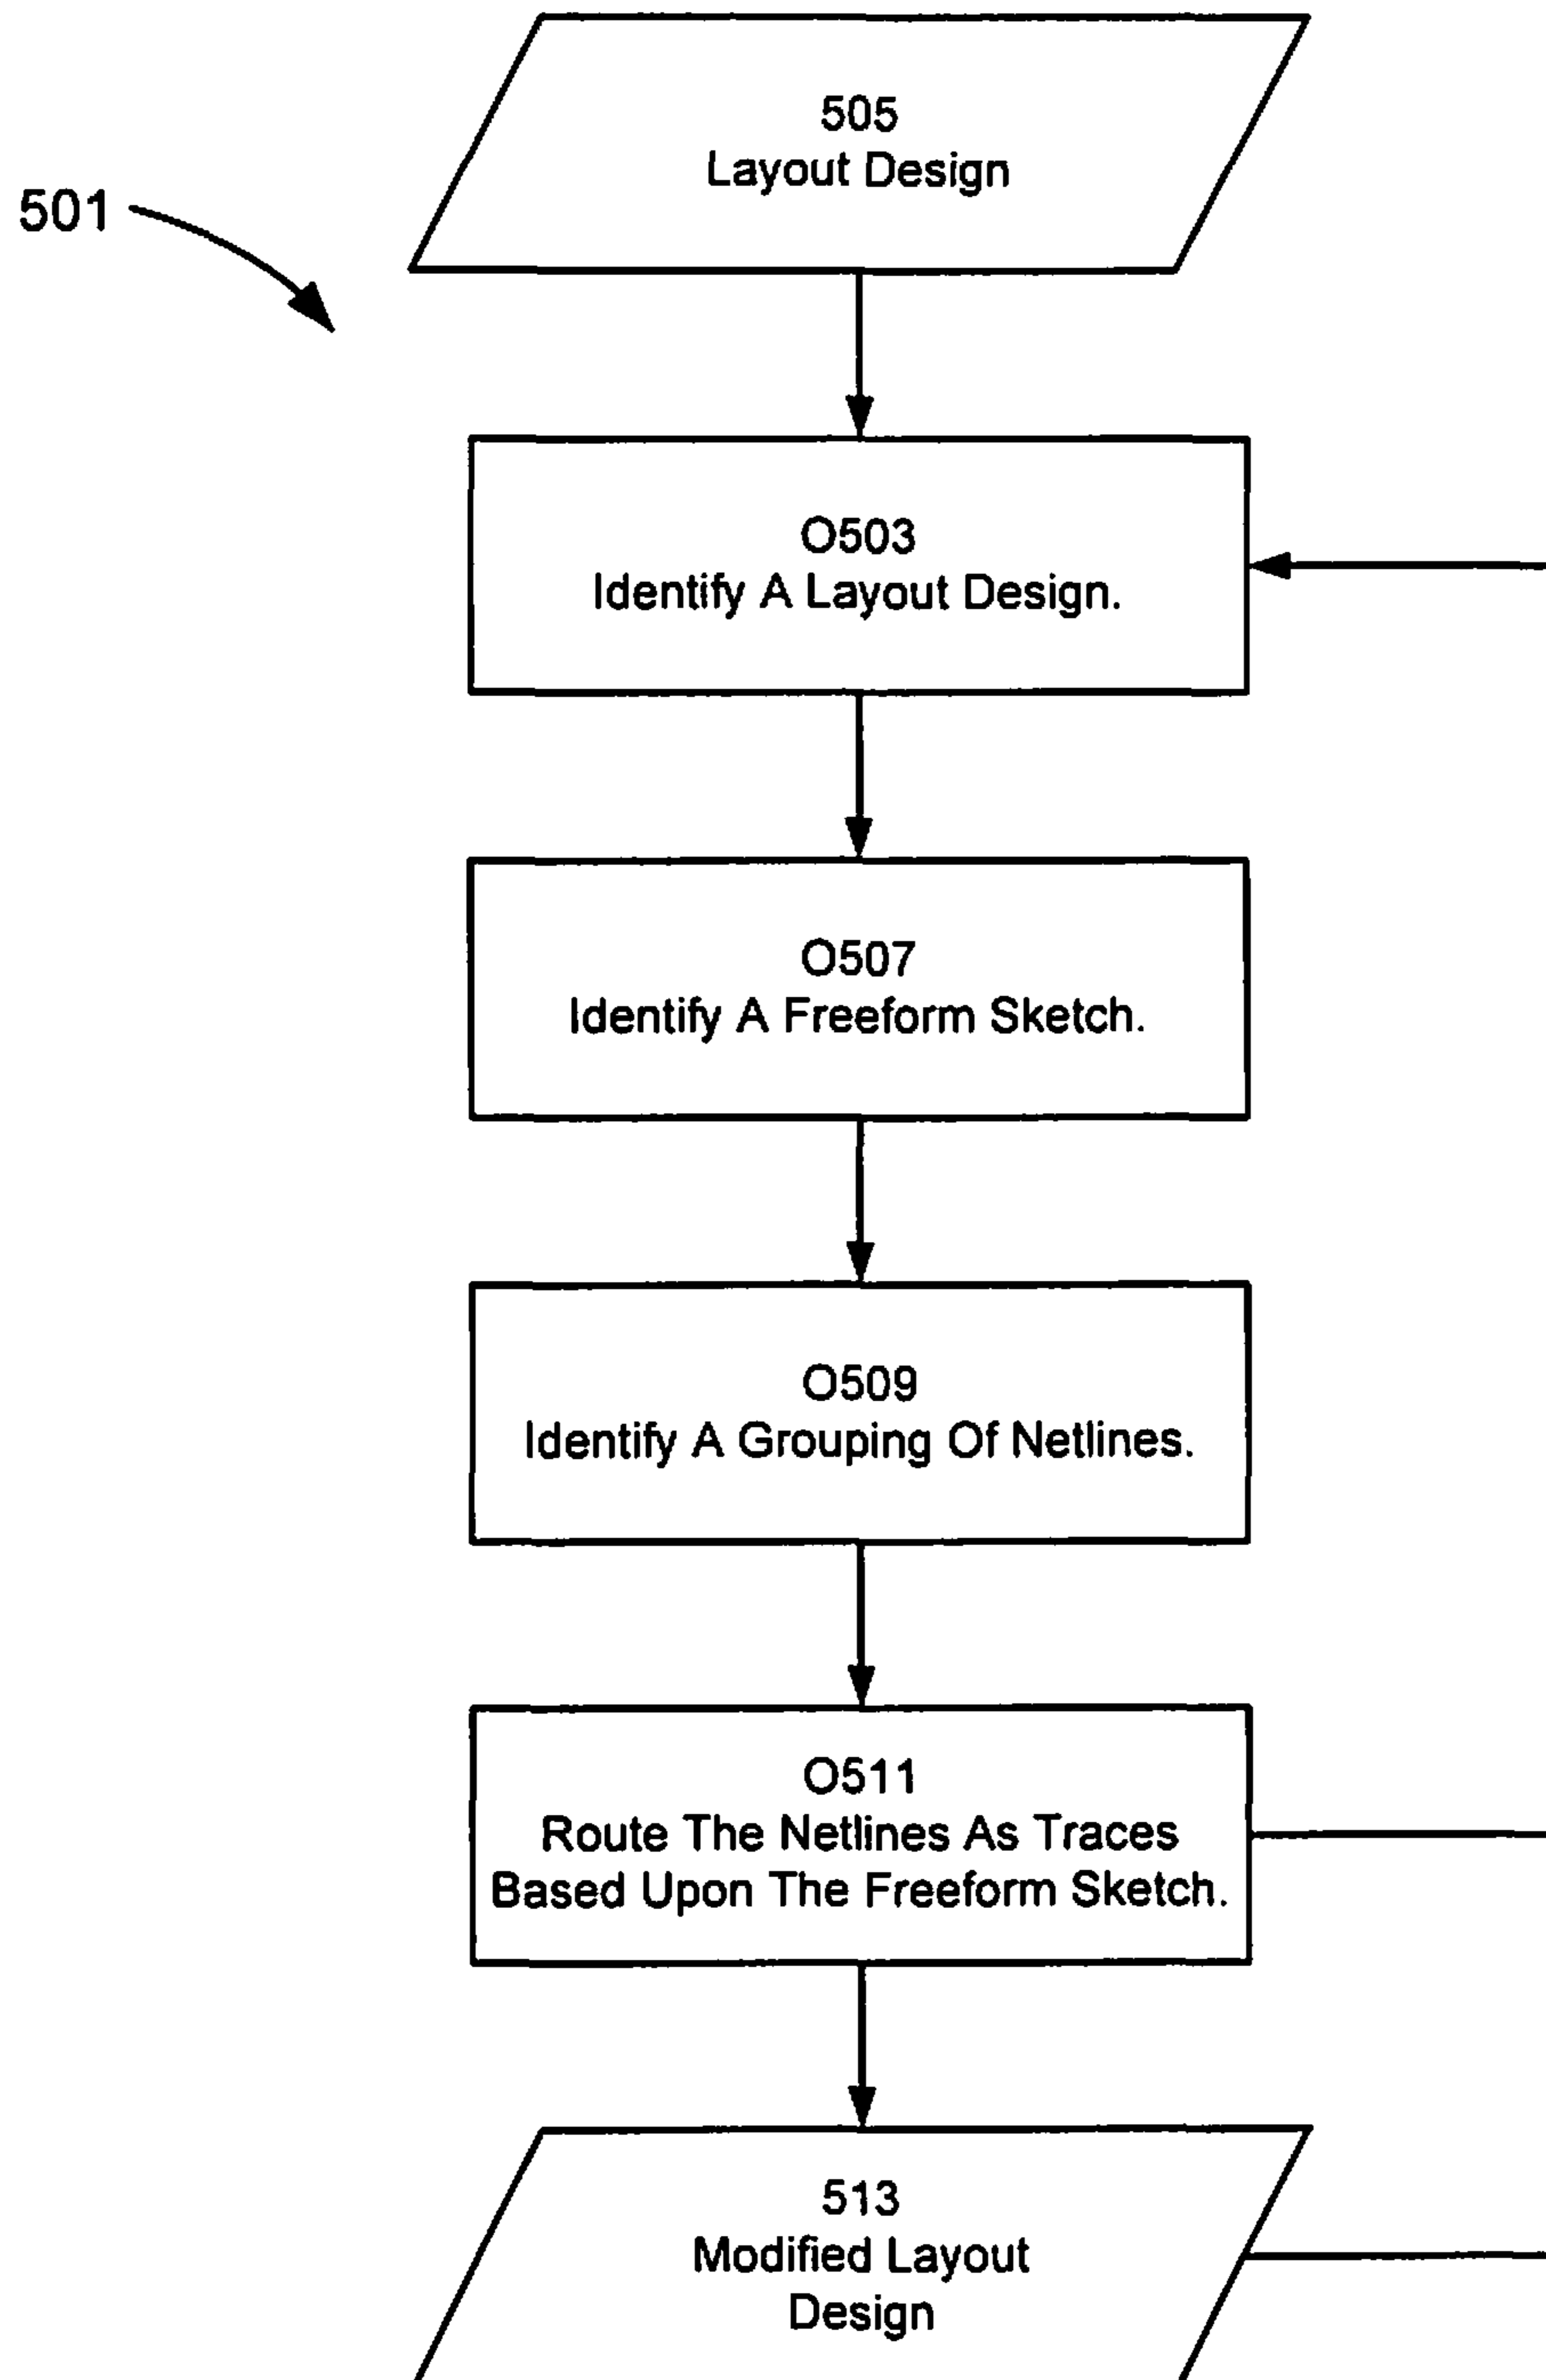 505
Layout Design
501
O503
Identify A Layout Design.
O507
Identify A Freeform Sketch.
O509
Identify A Grouping Of Netlines.
O511
Route The Netlines As Traces
Based Upon The Freeform Sketch.
513
Modified Layout
Design